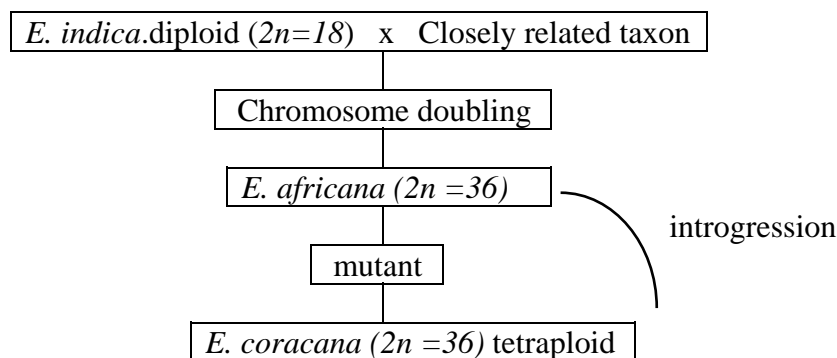 E. indica.diploid (2n=18) x Closely related taxon
Chromosome doubling
E. africana (2n =36)
introgression
mutant
E. coracana (2n =36) tetraploid